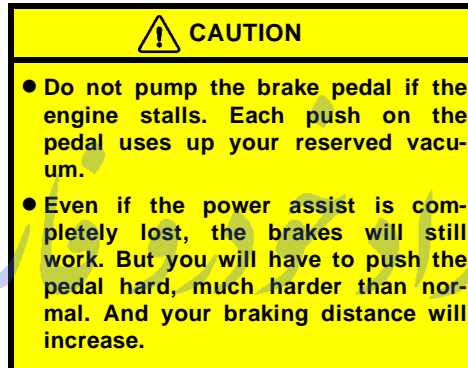 CAUTION
● Do not pump the brake pedal if the
engine stalls. Each push on the
pedal uses up your reserved vacu-
um.
● Even if the power assist is com-
pletely lost, the brakes will still
work. But you will have to push the
pedal hard, much harder than nor-
mal. And your braking distance will
increase.